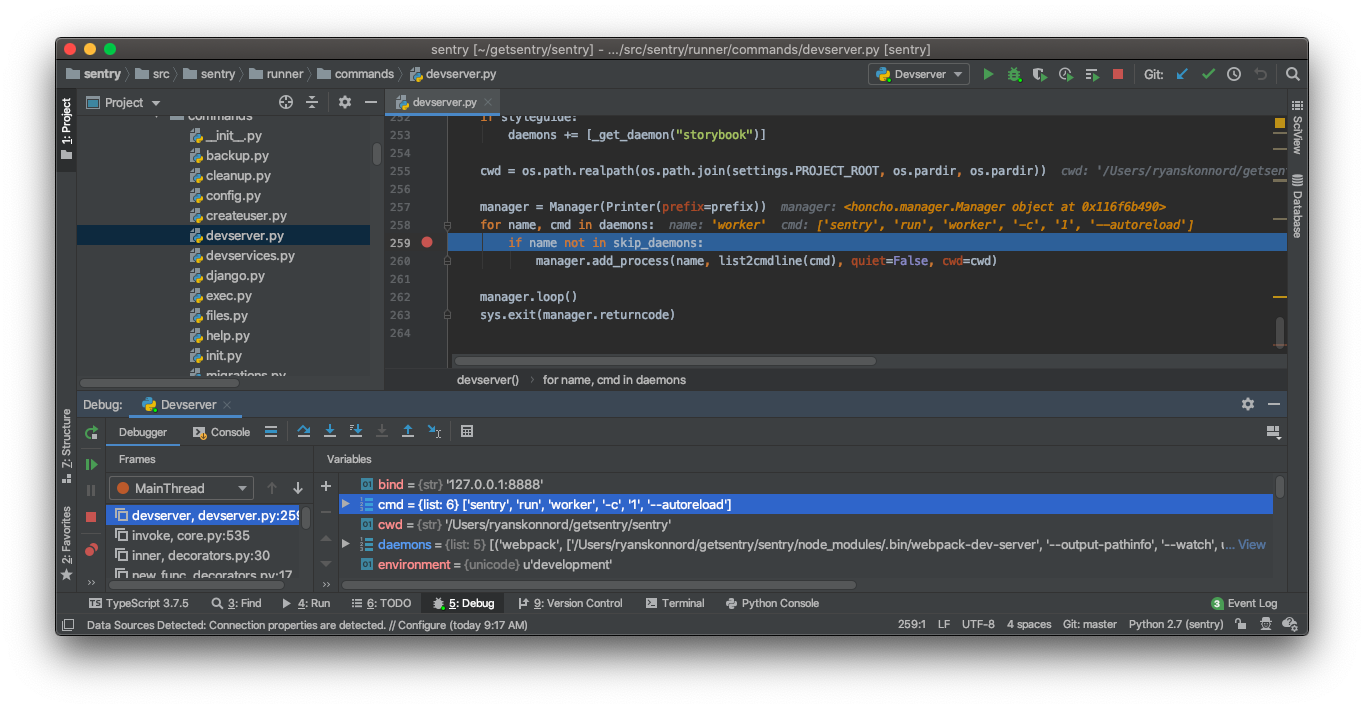 sentry [~/getsentry/sentry] - .../src/sentry/runner/commands/devserver.py [sentry]
sentry src sentry runner commands devserver.py Devserver Git:
1: Project
Project
devserver.py
commands
__init__.py
backup.py
cleanup.py
config.py
createuser.py
devserver.py
devservices.py
django.py
exec.py
files.py
help.py
init.py
migrations.py
252 if styleguide:
253 daemons += [_get_daemon("storybook")]
254
255 cwd = os.path.realpath(os.path.join(settings.PROJECT_ROOT, os.pardir, os.pardir)) cwd: '/Users/ryanskonnord/getsen
256
257 manager = Manager(Printer(prefix=prefix)) manager: <honcho.manager.Manager object at 0x116f6b490>
258 for name, cmd in daemons: name: 'worker' cmd: ['sentry', 'run', 'worker', '-c', '1', '--autoreload']
259 if name not in skip_daemons:
260 manager.add_process(name, list2cmdline(cmd), quiet=False, cwd=cwd)
261
262 manager.loop()
263 sys.exit(manager.returncode)
264
devserver() for name, cmd in daemons
SciView
Database
Z: Structure
2: Favorites
Debug: Devserver
Debugger Console
Frames
MainThread
devserver, devserver.py:259
invoke, core.py:535
inner, decorators.py:30
new_func, decorators.py:17
Variables
bind = {str} '127.0.0.1:8888'
cmd = {list: 6} ['sentry', 'run', 'worker', '-c', '1', '--autoreload']
cwd = {str} '/Users/ryanskonnord/getsentry/sentry'
daemons = {list: 5} [('webpack', ['/Users/ryanskonnord/getsentry/sentry/node_modules/.bin/webpack-dev-server', '--output-pathinfo', '--watch', u... View
environment = {unicode} u'development'
TypeScript 3.7.5 3: Find 4: Run 6: TODO 5: Debug 9: Version Control Terminal Python Console 3 Event Log
Data Sources Detected: Connection properties are detected. // Configure (today 9:17 AM) 259:1 LF UTF-8 4 spaces Git: master Python 2.7 (sentry)